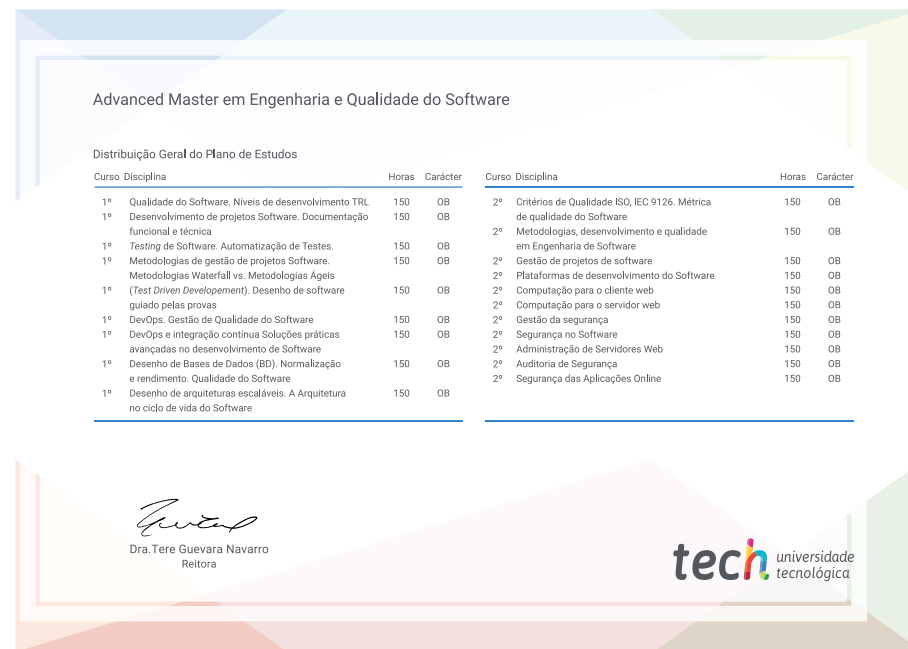 Advanced Master em Engenharia e Qualidade do Software
Distribuição Geral do Plano de Estudos
Curso Disciplina Horas Carácter
1º Qualidade do Software. Níveis de desenvolvimento TRL 150 OB
1º Desenvolvimento de projetos Software. Documentação 150 OB
funcional e técnica
1º Testing de Software. Automatização de Testes. 150 OB
1º Metodologias de gestão de projetos Software. 150 OB
Metodologias Waterfall vs. Metodologias Ágeis
1º (Test Driven Developement). Desenho de software 150 OB
guiado pelas provas
1º DevOps. Gestão de Qualidade do Software 150 OB
1º DevOps e integração contínua Soluções práticas 150 OB
avançadas no desenvolvimento de Software
1º Desenho de Bases de Dados (BD). Normalização 150 OB
e rendimento. Qualidade do Software
1º Desenho de arquiteturas escaláveis. A Arquitetura 150 OB
no ciclo de vida do Software
Curso Disciplina Horas Carácter
2º Critérios de Qualidade ISO, IEC 9126. Métrica 150 OB
de qualidade do Software
2º Metodologias, desenvolvimento e qualidade 150 OB
em Engenharia de Software
2º Gestão de projetos de software 150 OB
2º Plataformas de desenvolvimento do Software 150 OB
2º Computação para o cliente web 150 OB
2º Computação para o servidor web 150 OB
2º Gestão da segurança 150 OB
2º Segurança no Software 150 OB
2º Administração de Servidores Web 150 OB
2º Auditoria de Segurança 150 OB
2º Segurança das Aplicações Online 150 OB
Dra.Tere Guevara Navarro
Reitora
tech universidade
tecnológica